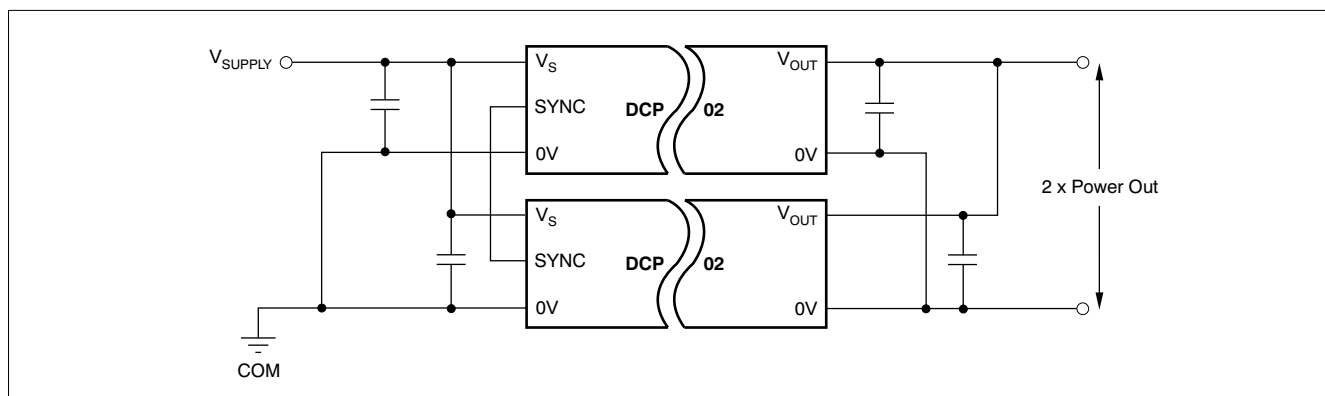 V_SUPPLY
V_S
SYNC
0V
DCP 02
V_OUT
0V
2 x Power Out
V_S
SYNC
0V
DCP 02
V_OUT
0V
COM